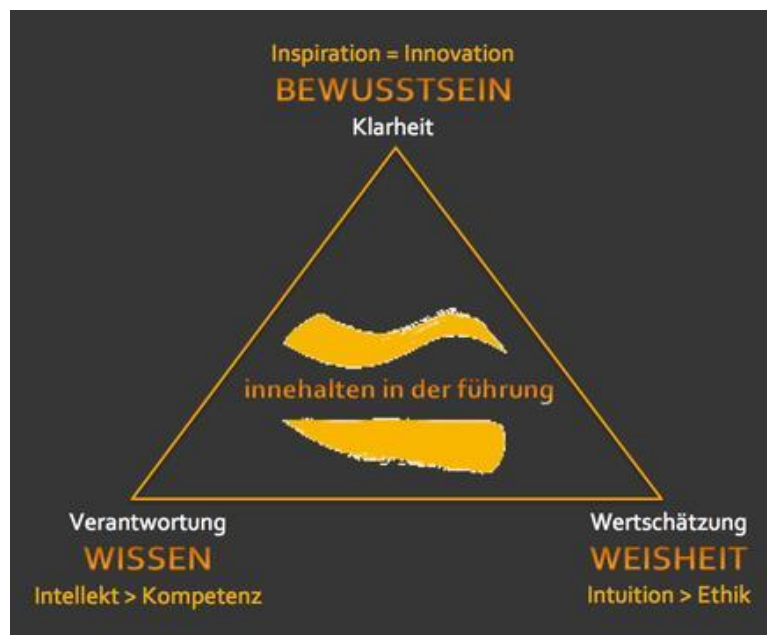 Inspiration = Innovation
BEWUSSTSEIN
Klarheit
innehalten in der führung
Verantwortung
WISSEN
Intellekt > Kompetenz
Wertschätzung
WEISHEIT
Intuition > Ethik